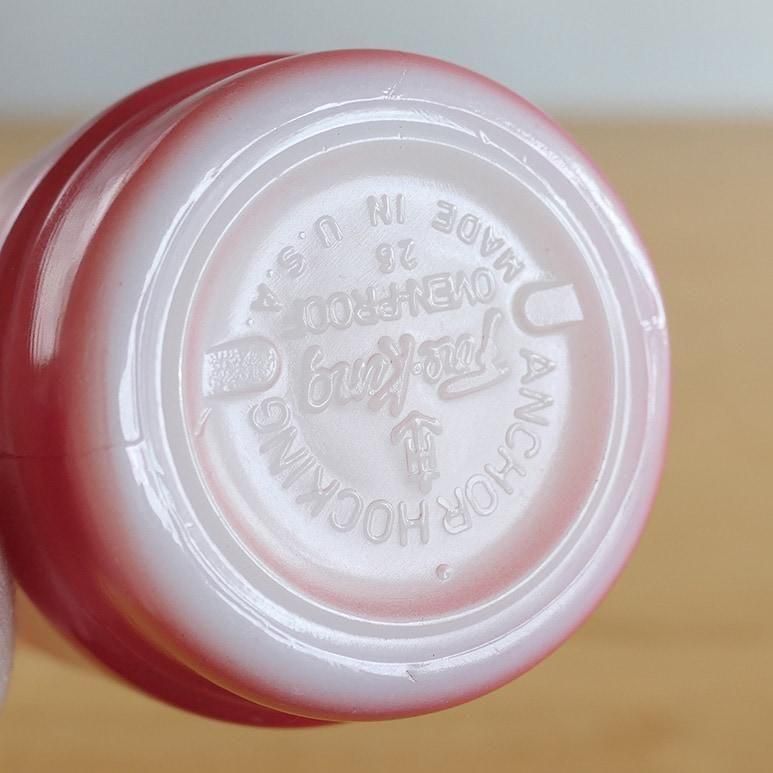 ANCHOR HOCKING
Fire-King
OVEN-PROOF
26
MADE IN U.S.A.